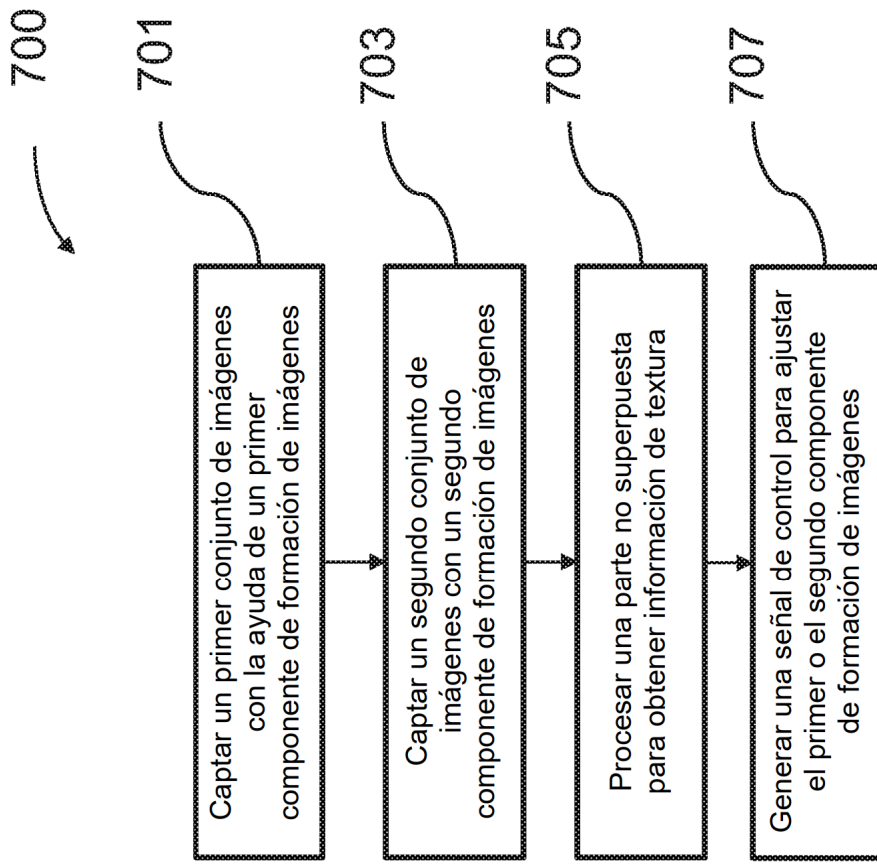 700
701
Captar un primer conjunto de imágenes
con la ayuda de un primer
componente de formación de imágenes
703
Captar un segundo conjunto de
imágenes con un segundo
componente de formación de imágenes
705
Procesar una parte no superpuesta
para obtener información de textura
707
Generar una señal de control para ajustar
el primer o el segundo componente
de formación de imágenes